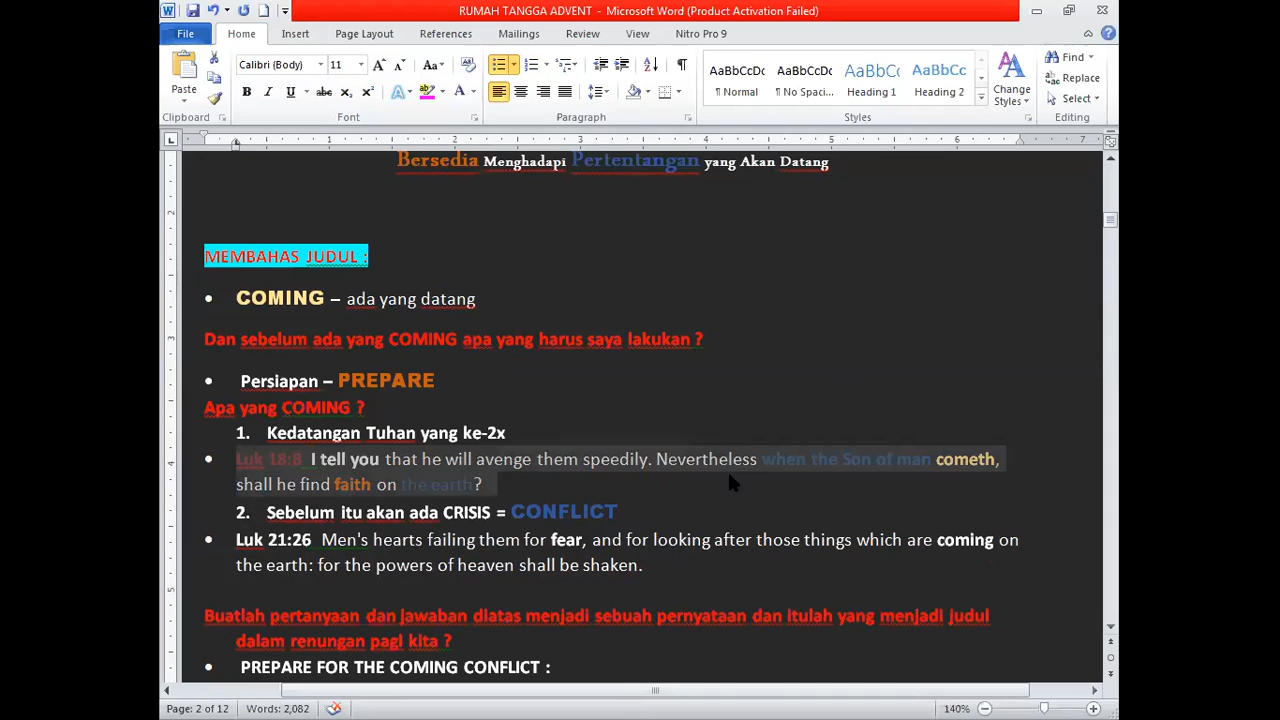 RUMAH TANGGA ADVENT - Microsoft Word (Product Activation Failed)
File Home Insert Page Layout References Mailings Review View Nitro Pro 9
Calibri (Body) 11
AaBbCcDc AaBbCcDc AaBbCc AaBbCc
Paste
¶ Normal ¶ No Spaci... Heading 1 Heading 2
Change Styles
Find
Replace
Select
Clipboard Font Paragraph Styles Editing
1 2 3 4 5 6 7
Bersedia Menghadapi Pertentangan yang Akan Datang
MEMBAHAS JUDUL :
• COMING – ada yang datang
Dan sebelum ada yang COMING apa yang harus saya lakukan ?
• Persiapan – PREPARE
Apa yang COMING ?
1. Kedatangan Tuhan yang ke-2x
• Luk 18:8 I tell you that he will avenge them speedily. Nevertheless when the Son of man cometh,
shall he find faith on the earth?
2. Sebelum itu akan ada CRISIS = CONFLICT
• Luk 21:26 Men's hearts failing them for fear, and for looking after those things which are coming on
the earth: for the powers of heaven shall be shaken.
Buatlah pertanyaan dan jawaban diatas menjadi sebuah pernyataan dan itulah yang menjadi judul
dalam renungan pagi kita ?
• PREPARE FOR THE COMING CONFLICT :
Page: 2 of 12 Words: 2,082 140%